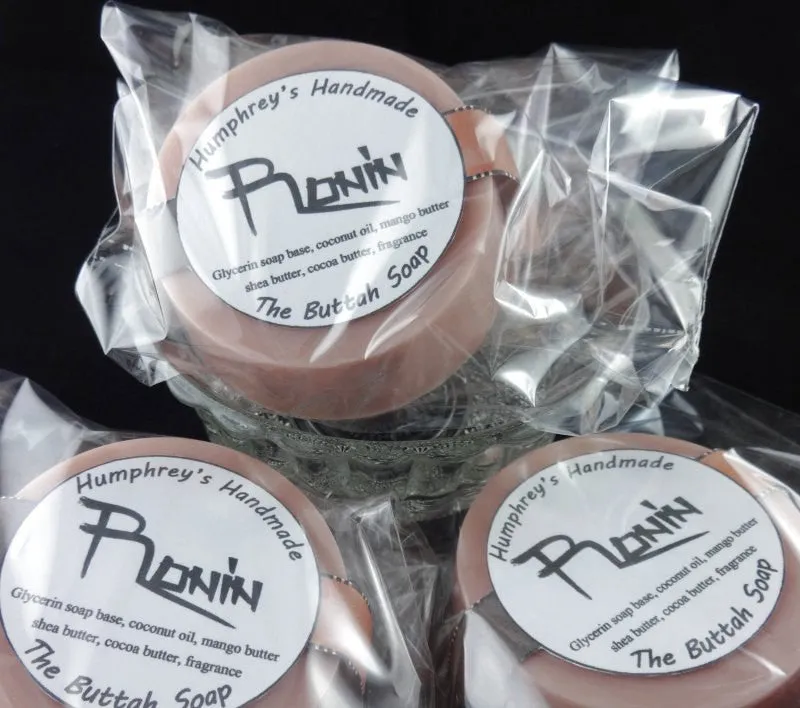 Humphrey's Handmade
Ronin
Glycerin soap base, coconut oil, mango butter
shea butter, cocoa butter, fragrance
The Buttah Soap
Humphrey's Handmade
Ronin
Glycerin soap base, coconut oil, mango butter
shea butter, cocoa butter, fragrance
The Buttah Soap
Humphrey's Handmade
Ronin
Glycerin soap base, coconut oil, mango butter
shea butter, cocoa butter, fragrance
The Buttah Soap